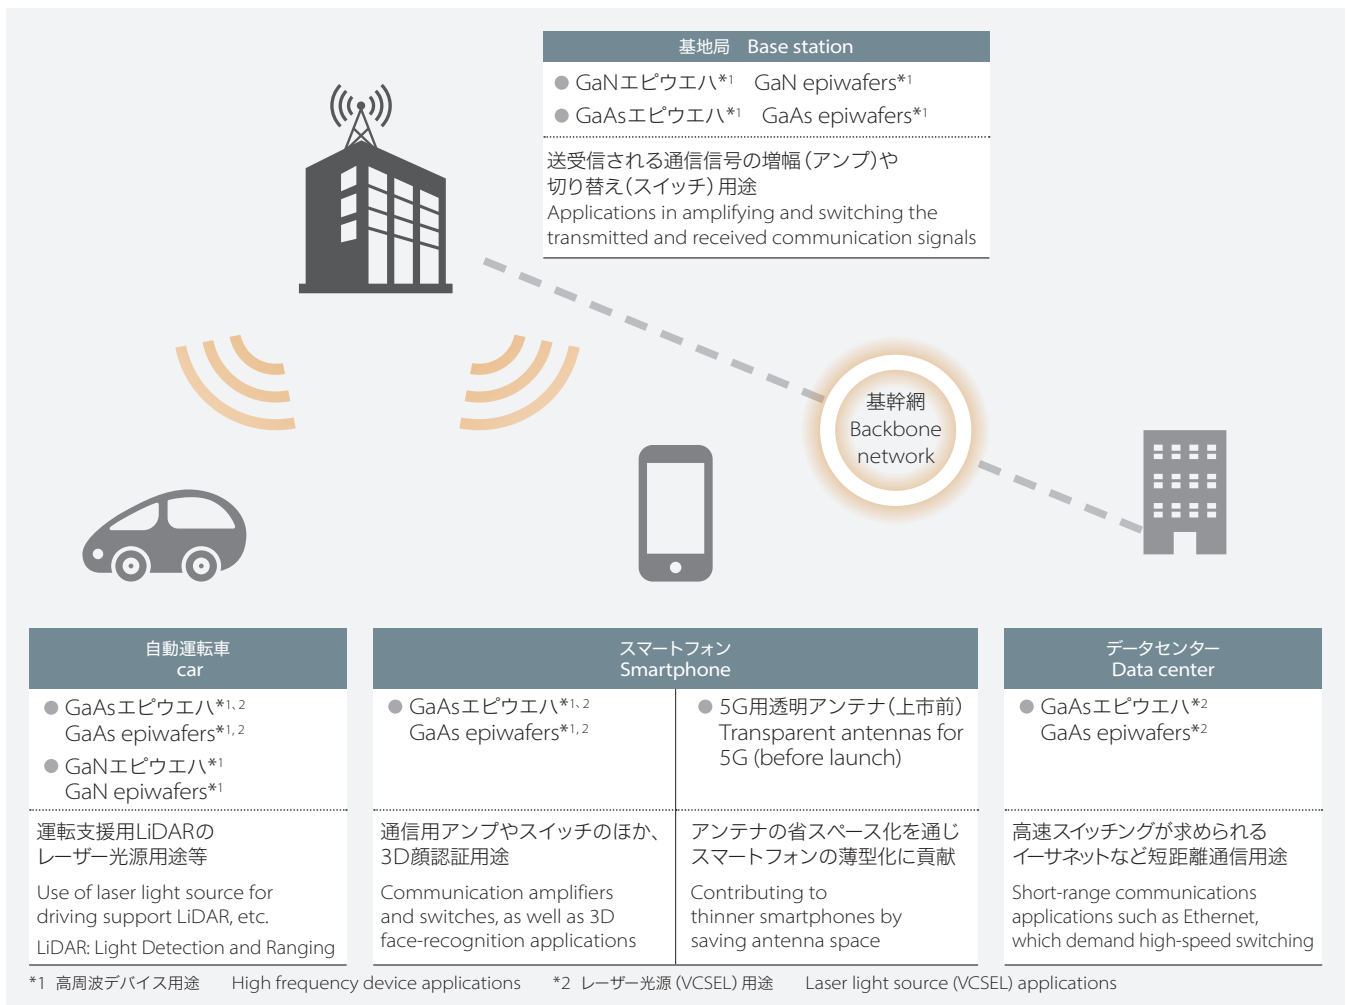 基地局 Base station
● GaNエピウエハ*1 GaN epiwafers*1
● GaAsエピウエハ*1 GaAs epiwafers*1
送受信される通信信号の増幅(アンプ)や
切り替え(スイッチ)用途
Applications in amplifying and switching the
transmitted and received communication signals
基幹網
Backbone
network
自動運転車
car
● GaAsエピウエハ*1、2
GaAs epiwafers*1, 2
● GaNエピウエハ*1
GaN epiwafers*1
運転支援用LiDARの
レーザー光源用途等
Use of laser light source for
driving support LiDAR, etc.
LiDAR: Light Detection and Ranging
スマートフォン
Smartphone
● GaAsエピウエハ*1、2
GaAs epiwafers*1, 2
通信用アンプやスイッチのほか、
3D顔認証用途
Communication amplifiers
and switches, as well as 3D
face-recognition applications
● 5G用透明アンテナ(上市前)
Transparent antennas for
5G (before launch)
アンテナの省スペース化を通じ
スマートフォンの薄型化に貢献
Contributing to
thinner smartphones by
saving antenna space
データセンター
Data center
● GaAsエピウエハ*2
GaAs epiwafers*2
高速スイッチングが求められる
イーサネットなど短距離通信用途
Short-range communications
applications such as Ethernet,
which demand high-speed switching
*1 高周波デバイス用途 High frequency device applications *2 レーザー光源(VCSEL)用途 Laser light source (VCSEL) applications